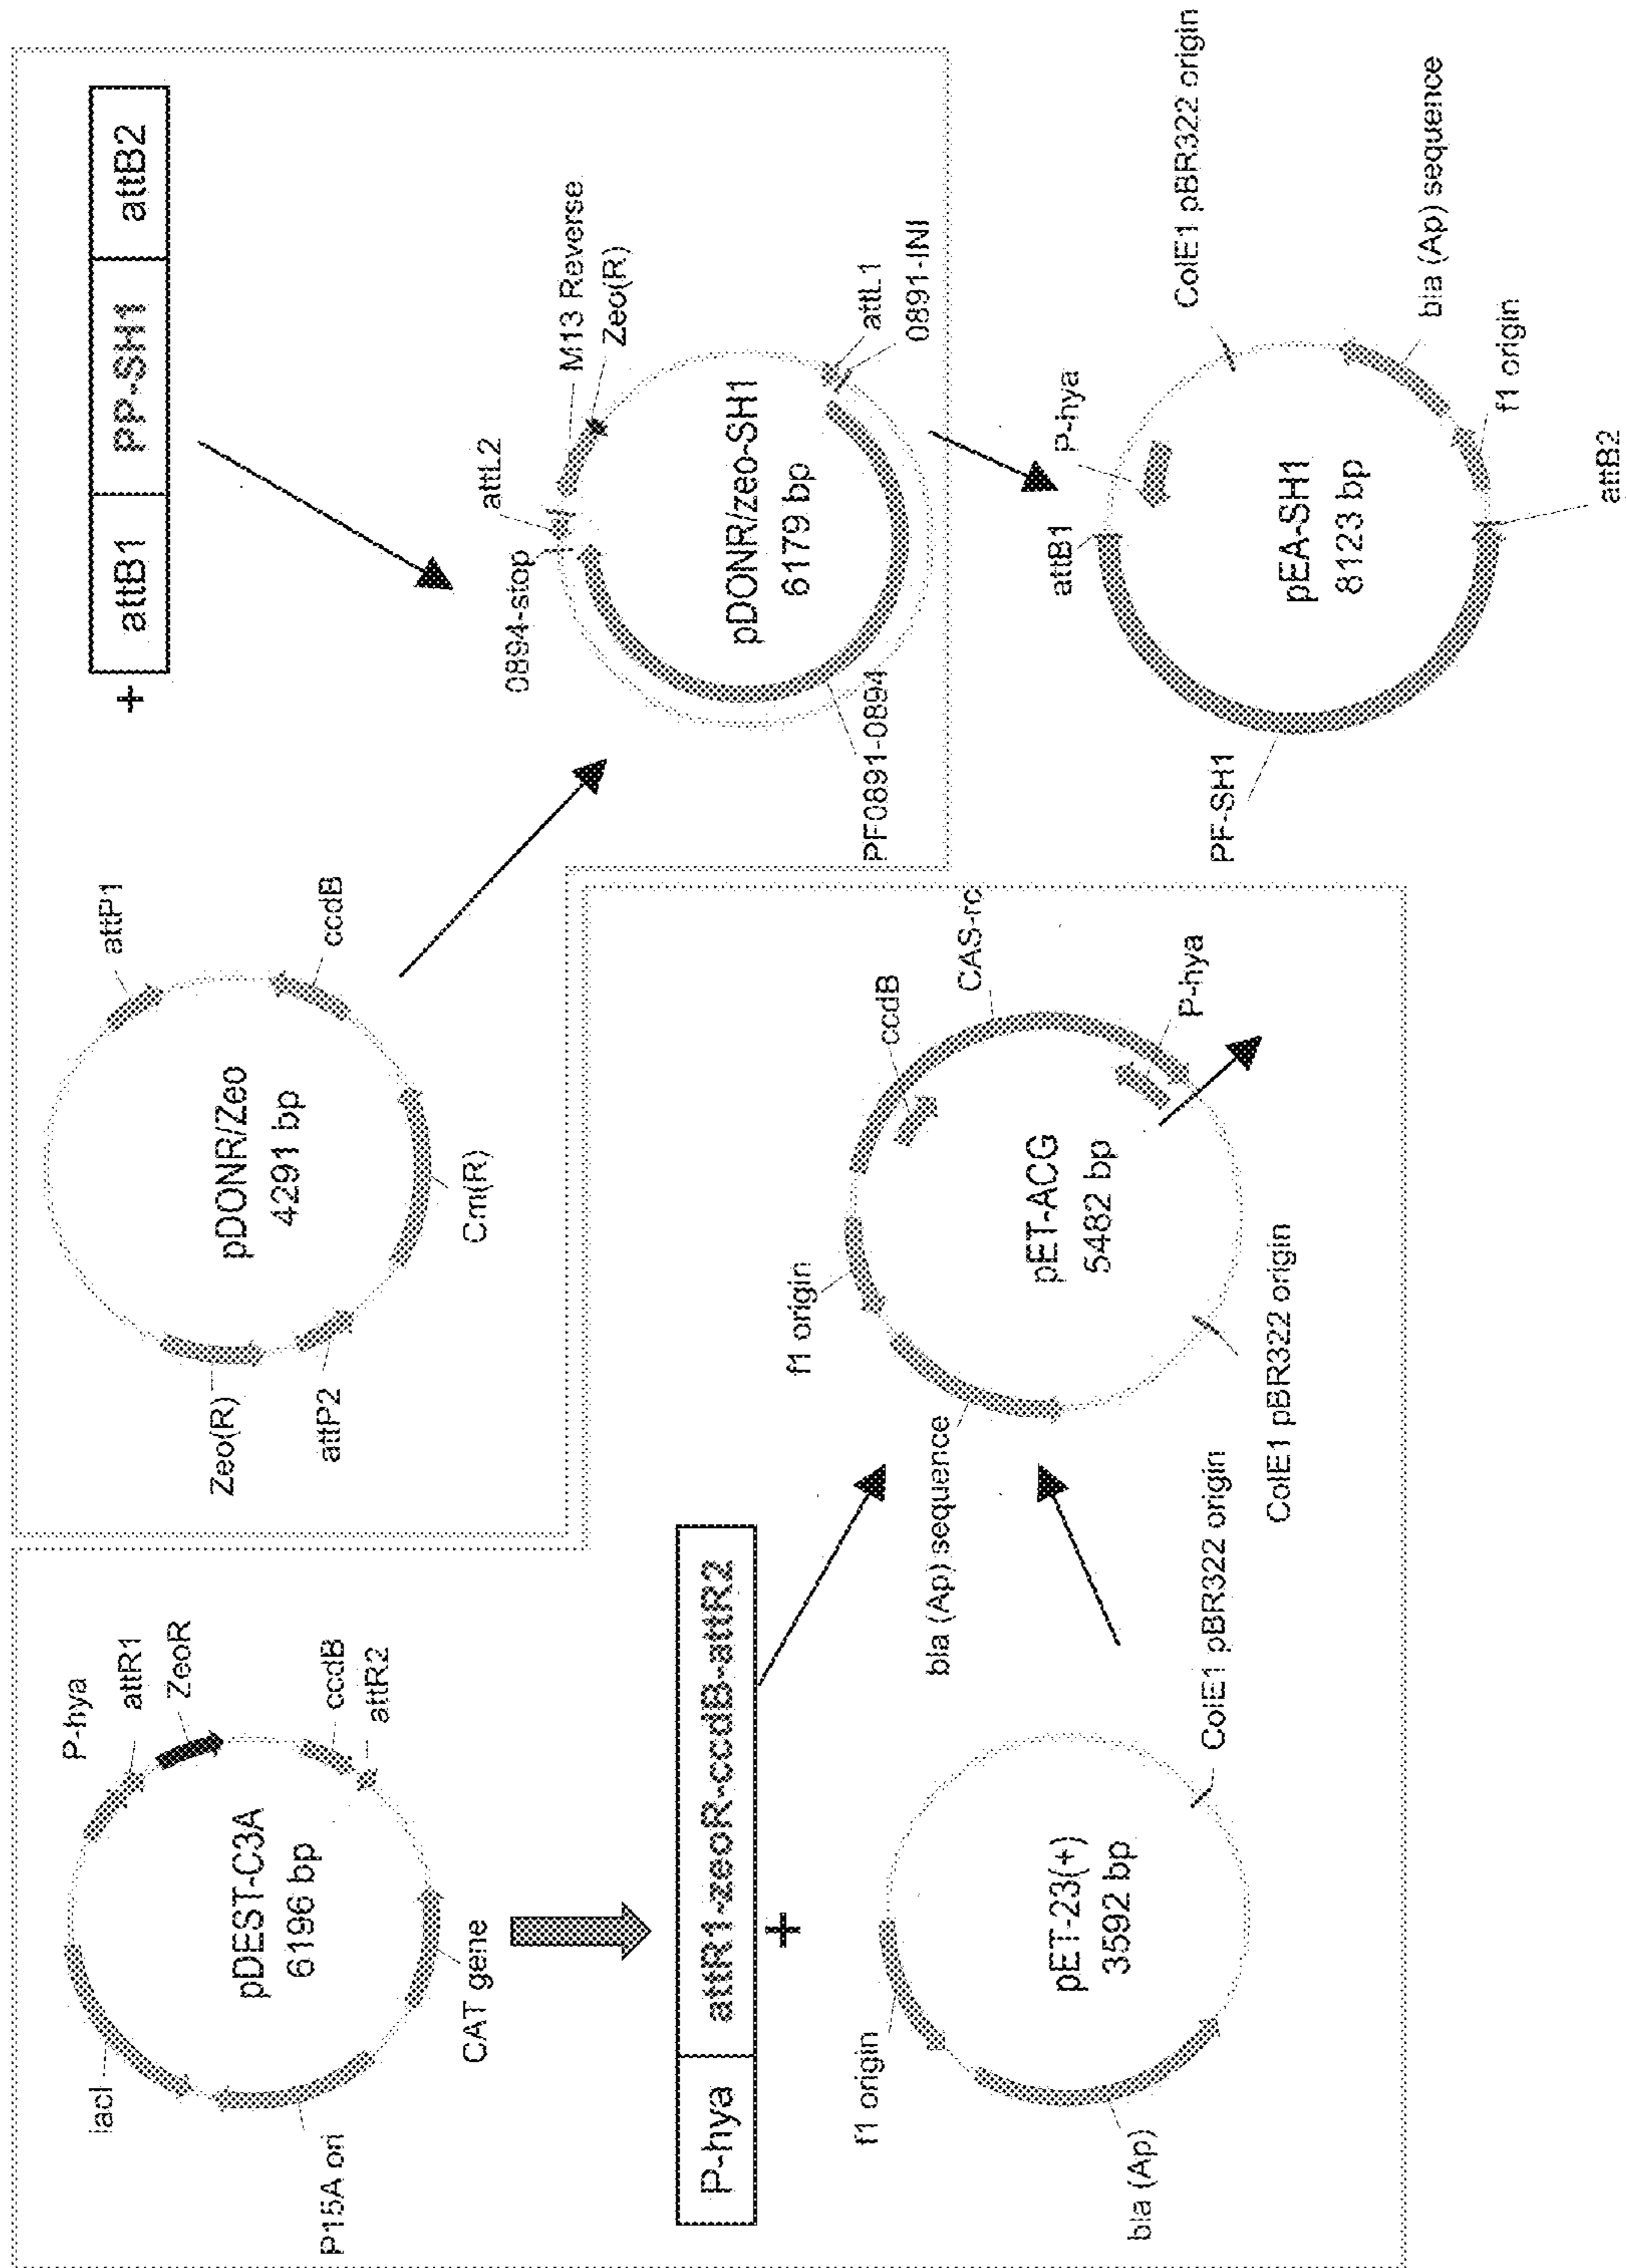 pDEST-C3A
6196 bp
P-hya
attR1
ZeoR
ccdB
attR2
CAT gene
P15A ori
lacI
P-hya
attR1-zeoR-ccdB-attR2
+
pET-23(+)
3592 bp
f1 origin
bla (Ap)
ColE1 pBR322 origin
pET-ACG
5482 bp
f1 origin
ccdB
CAS-rc
P-hya
bla (Ap) sequence
ColE1 pBR322 origin
pDONR/Zeo
4291 bp
attP1
ccdB
Cm(R)
attP2
Zeo(R)
+
attB1
PP-SH1
attB2
pDONR/zeo-SH1
6179 bp
0894-stop
attL2
M13 Reverse
Zeo(R)
attL1
0891-INI
PF0891-0894
pEA-SH1
8123 bp
attB1
P-hya
ColE1 pBR322 origin
bla (Ap) sequence
f1 origin
attB2
PF-SH1